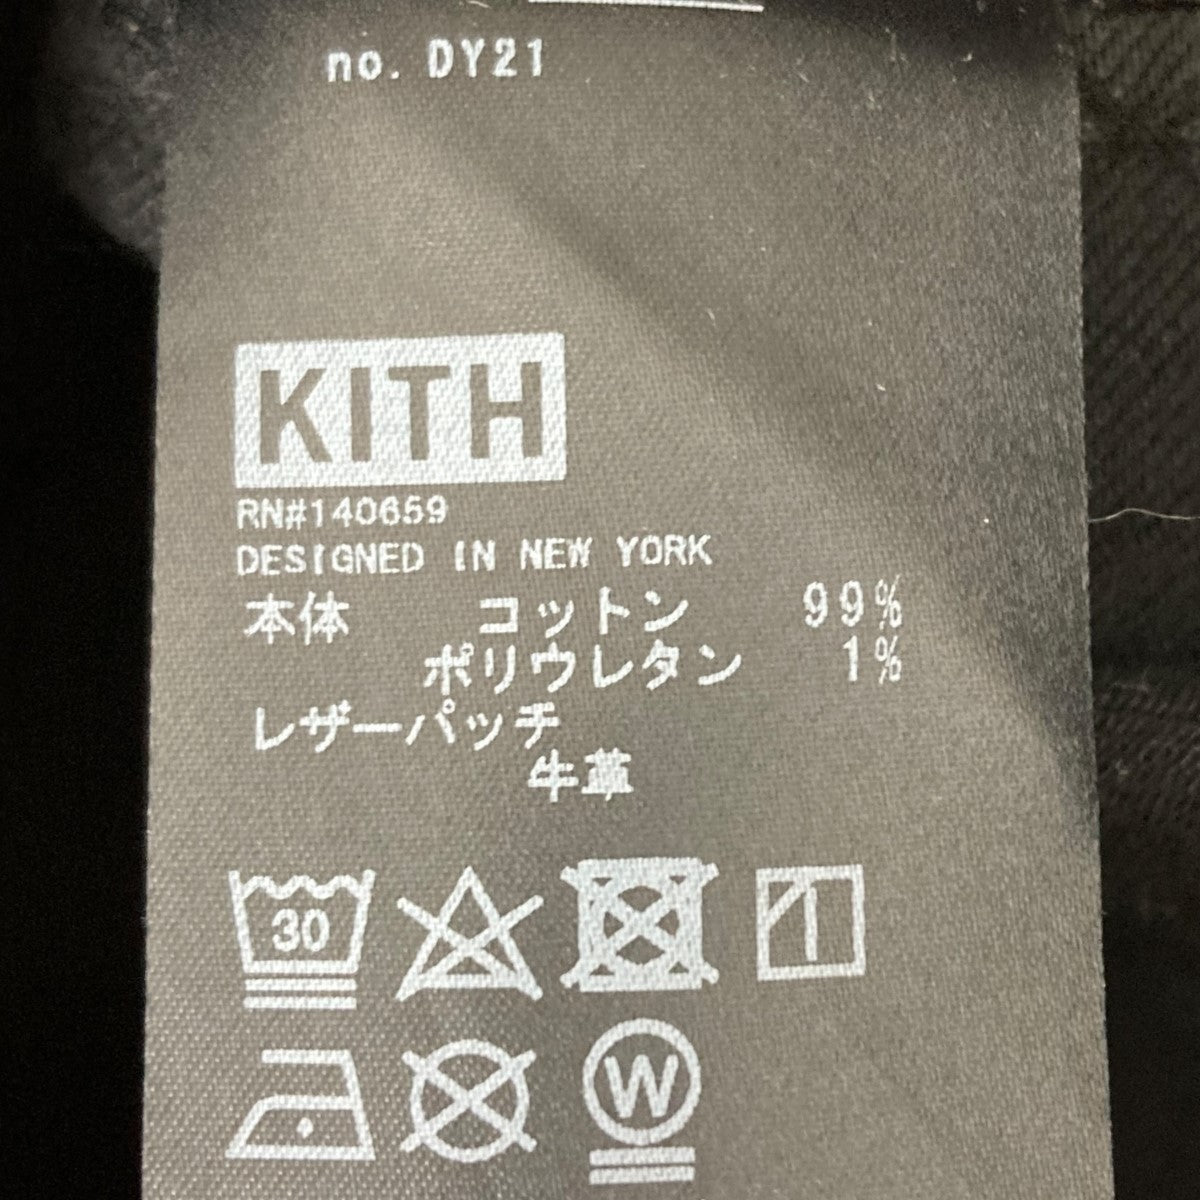 no. DY21
KITH
RN#140659
DESIGNED IN NEW YORK
本体 コットン 99%
ポリウレタン 1%
レザーパッチ
牛革
30
W